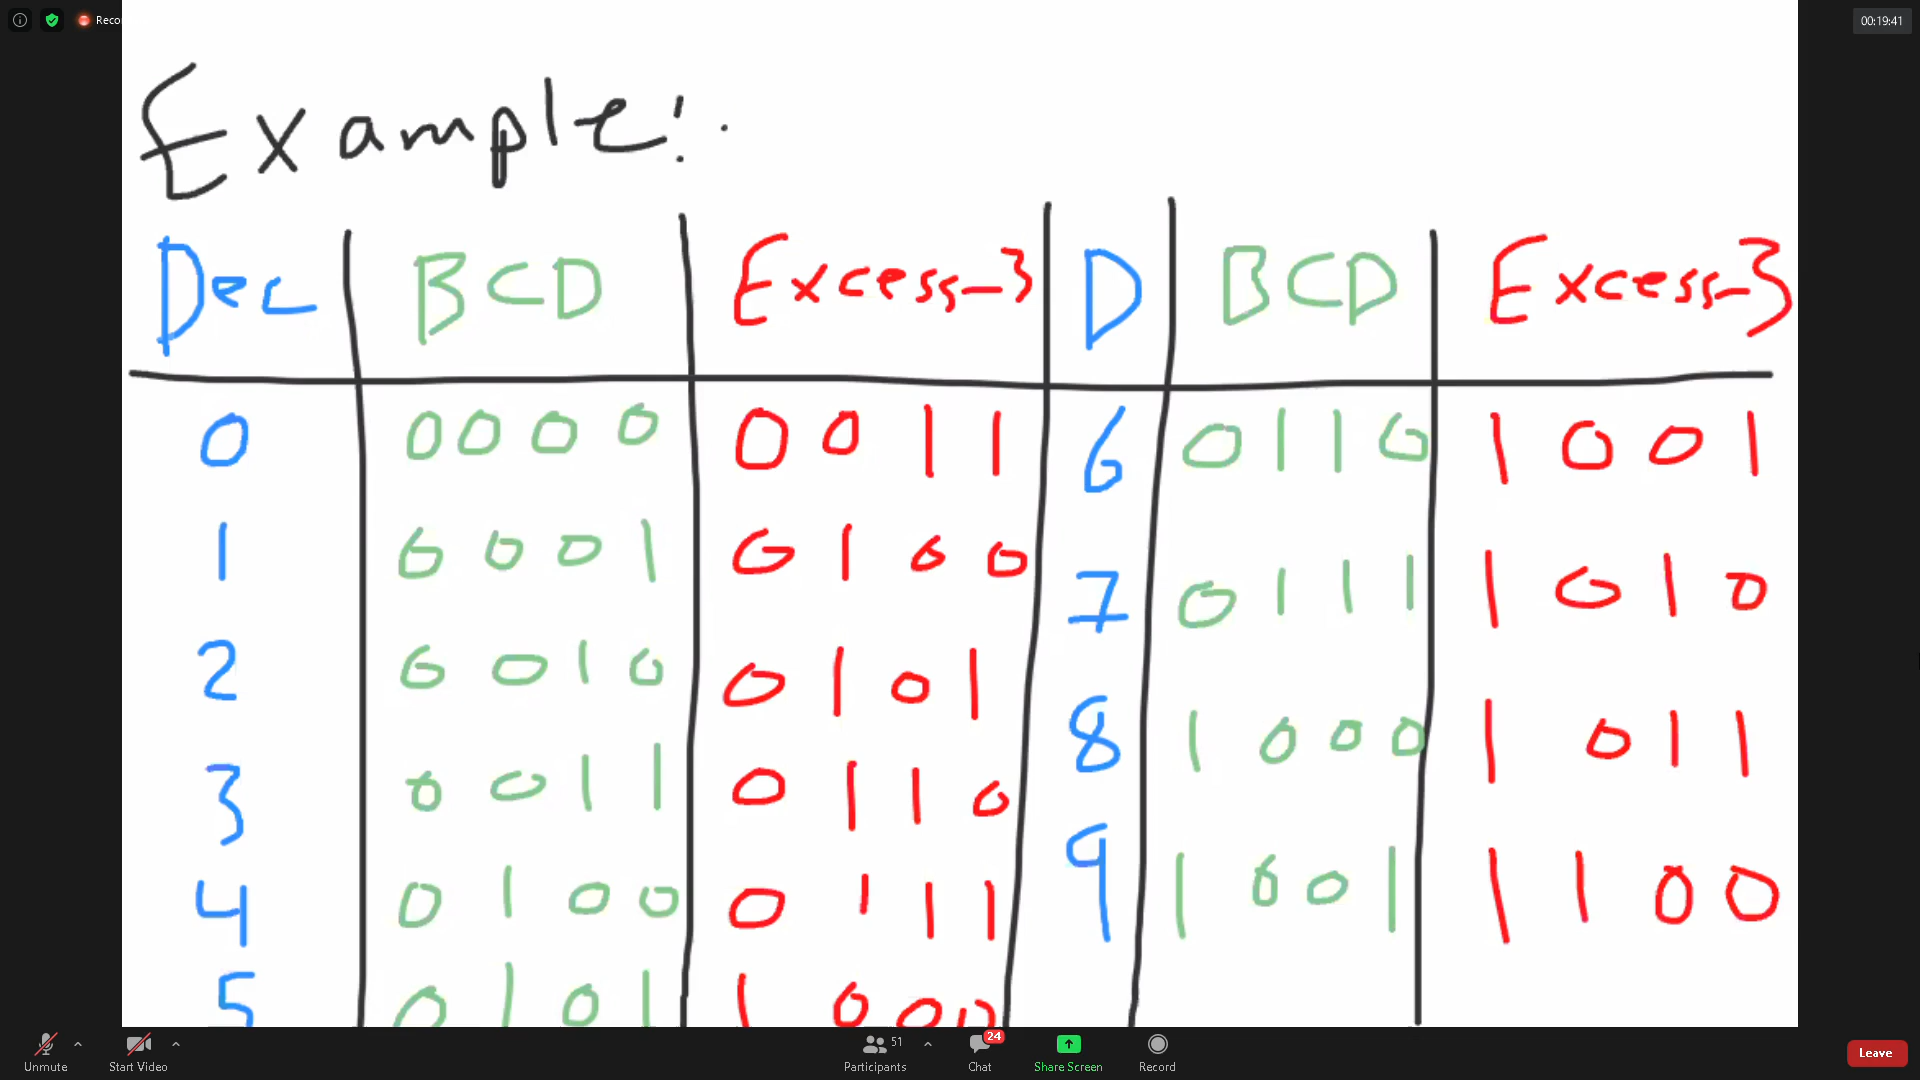 Recor
00:19:41
Example:.
Dec BCD Excess-3 D BCD Excess-3
0 0000 0011 6 0110 1001
1 0001 0100 7 0111 1010
2 0010 0101 8 1000 1011
3 0011 0110 9 1001 1100
4 0100 0111
5 0101 1000
51 24
Unmute Start Video Participants Chat Share Screen Record Leave